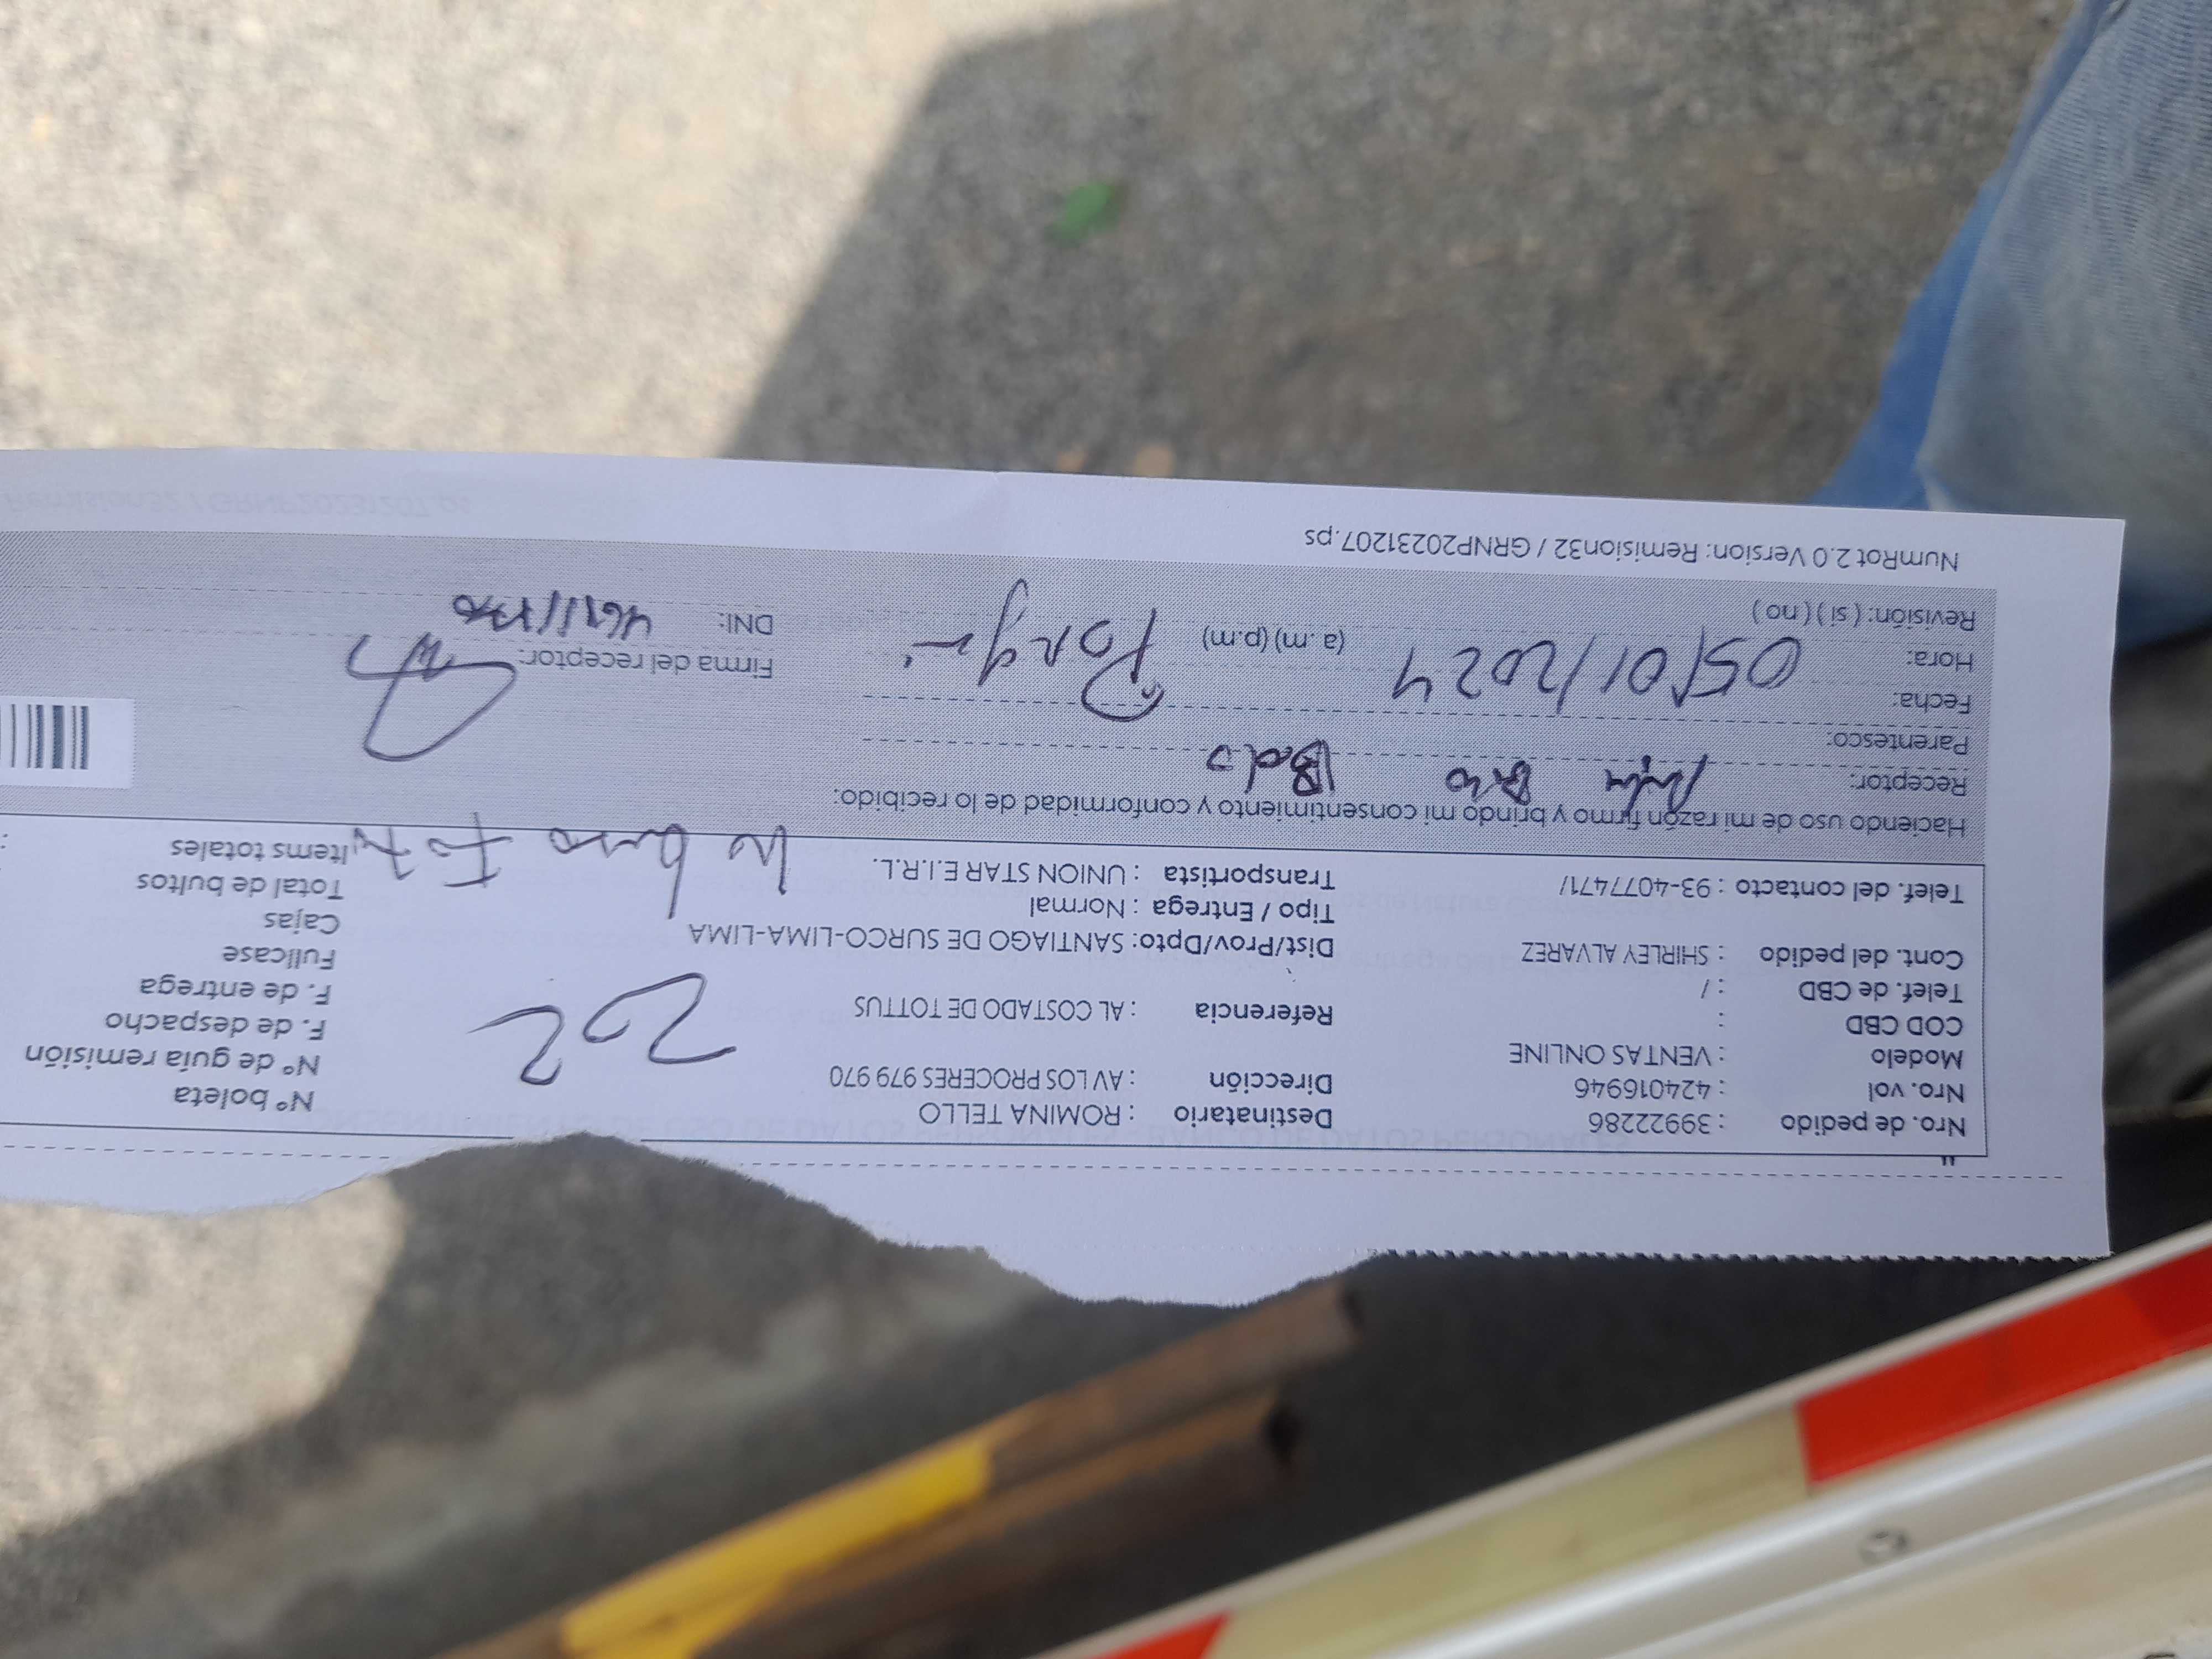 Nro. de pedido : 39922286
Nro. vol : 424016946
Modelo : VENTAS ONLINE
COD CBD :
Telef. de CBD : /
Cont. del pedido : SHIRLEY ALVAREZ
Telef. del contacto : 93-4077471/
Destinatario : ROMINA TELLO
Dirección : AV LOS PROCERES 979 970
Referencia : AL COSTADO DE TOTTUS
Dist/Prov/Dpto: SANTIAGO DE SURCO-LIMA-LIMA
Tipo / Entrega : Normal
Transportista : UNION STAR E.I.R.L.
202
Nº boleta
Nº de guía remisión
F. de despacho
F. de entrega
Fullcase
Cajas
Total de bultos
Items totales
Haciendo uso de mi razón firmo y brindo mi consentimiento y conformidad de lo recibido:
Receptor:
Parentesco:
Fecha: 05/01/2024
Hora: (a.m) (p.m)
Revisión: ( si ) ( no )
Firma del receptor:
DNI:
NumRot 2.0 Version: Remision32 / GRNP20231207.ps